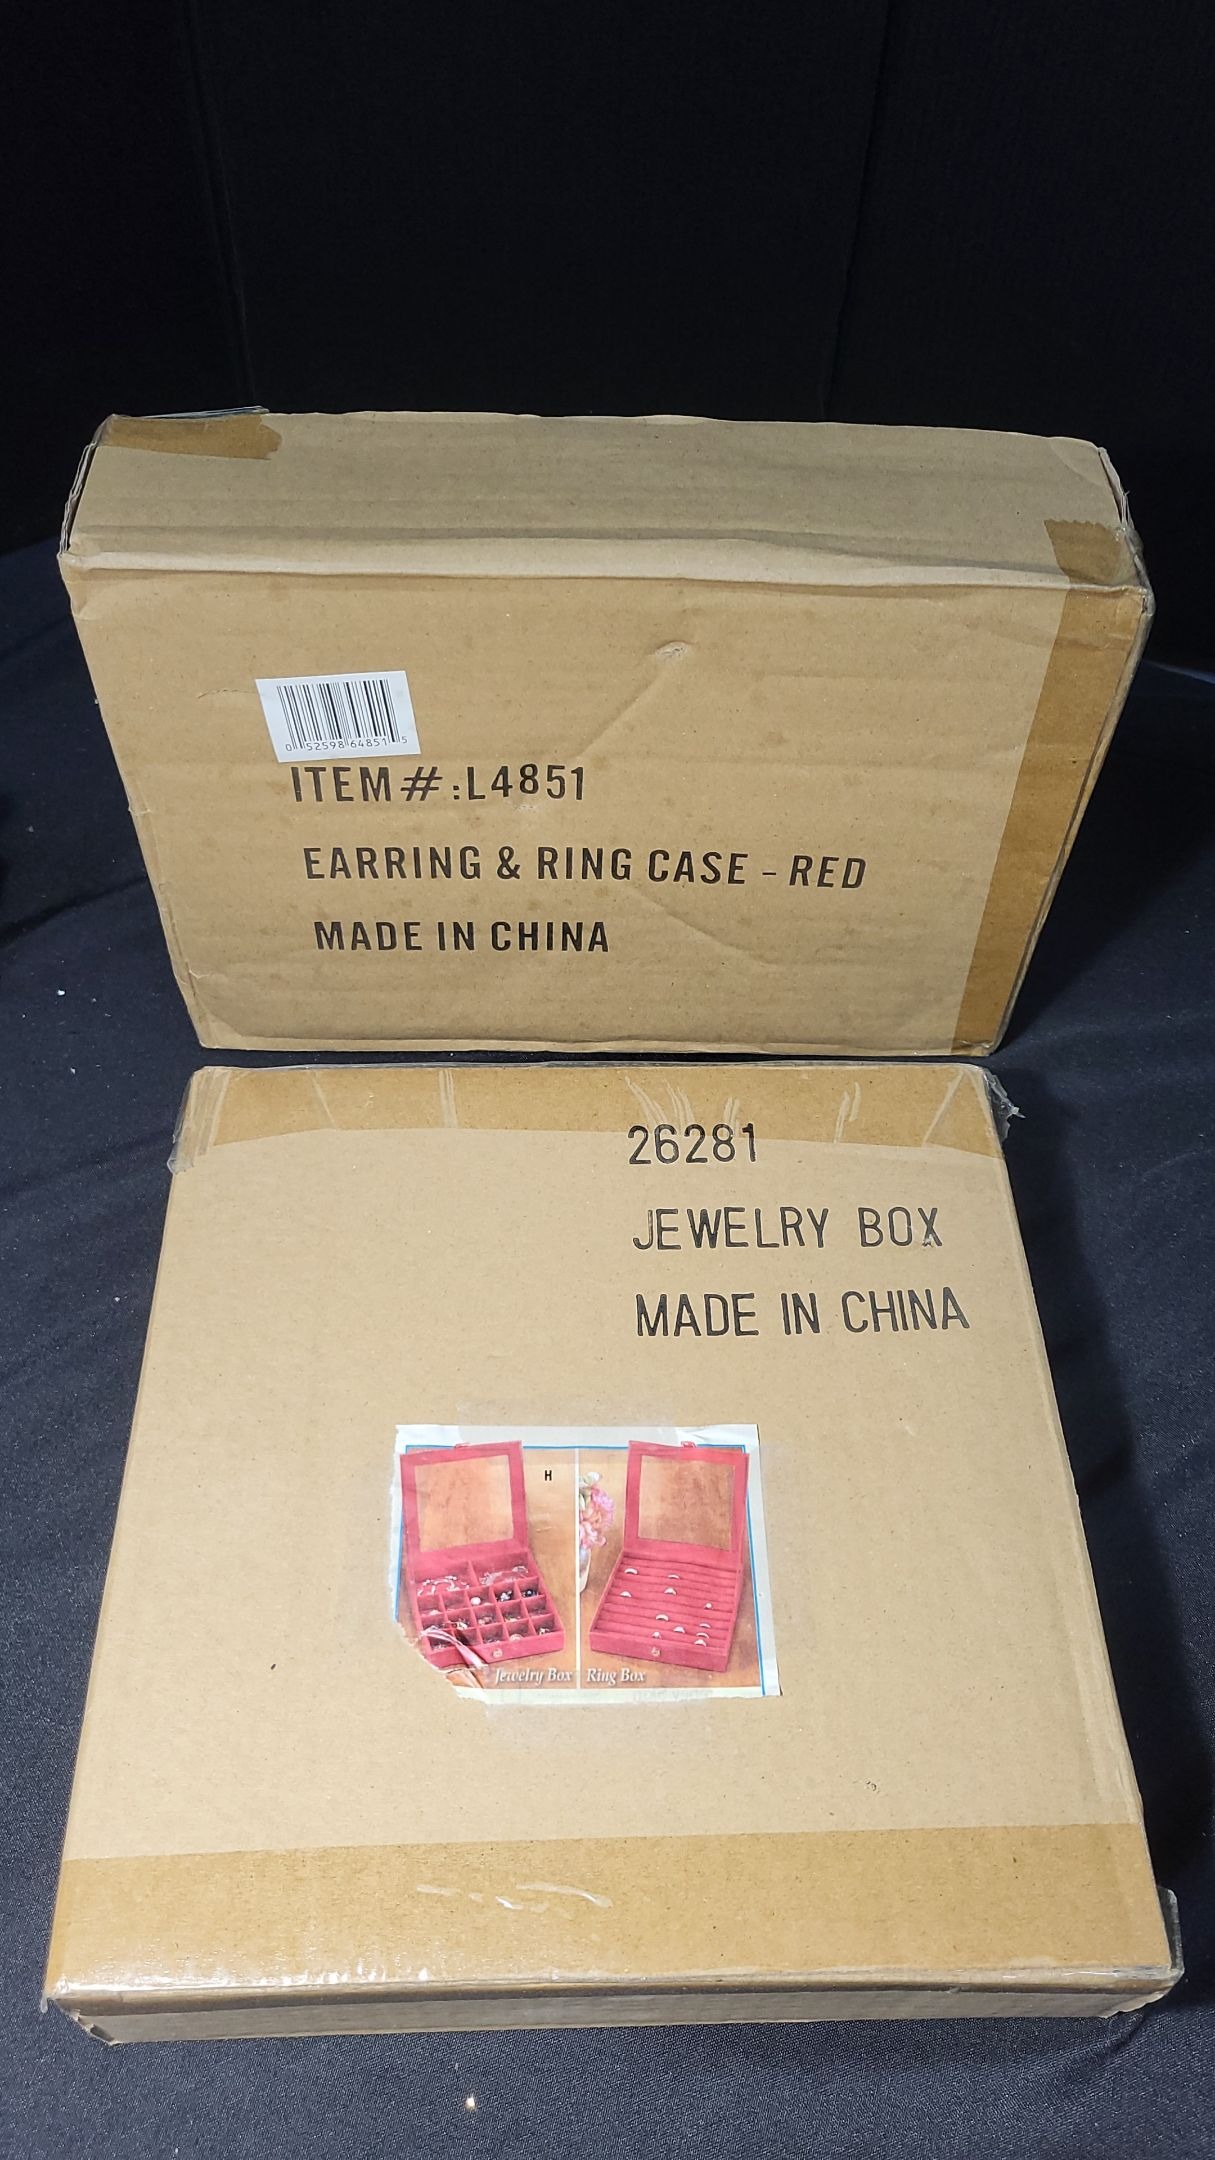 0 52598 64851 5
ITEM # :L4851
EARRING & RING CASE - RED
MADE IN CHINA
26281
JEWELRY BOX
MADE IN CHINA
H
Jewelry Box
Ring Box